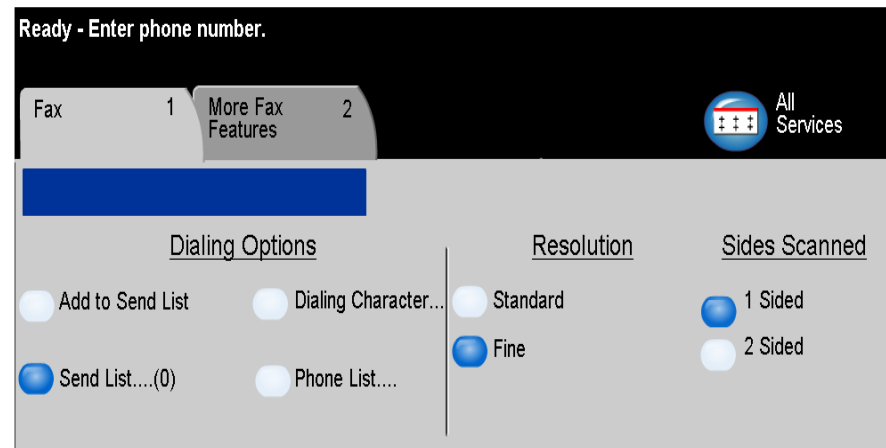 Ready - Enter phone number.
Fax 1
More Fax 2
Features
All
Services
Dialing Options
Add to Send List
Dialing Character...
Send List....(0)
Phone List....
Resolution
Standard
Fine
Sides Scanned
1 Sided
2 Sided